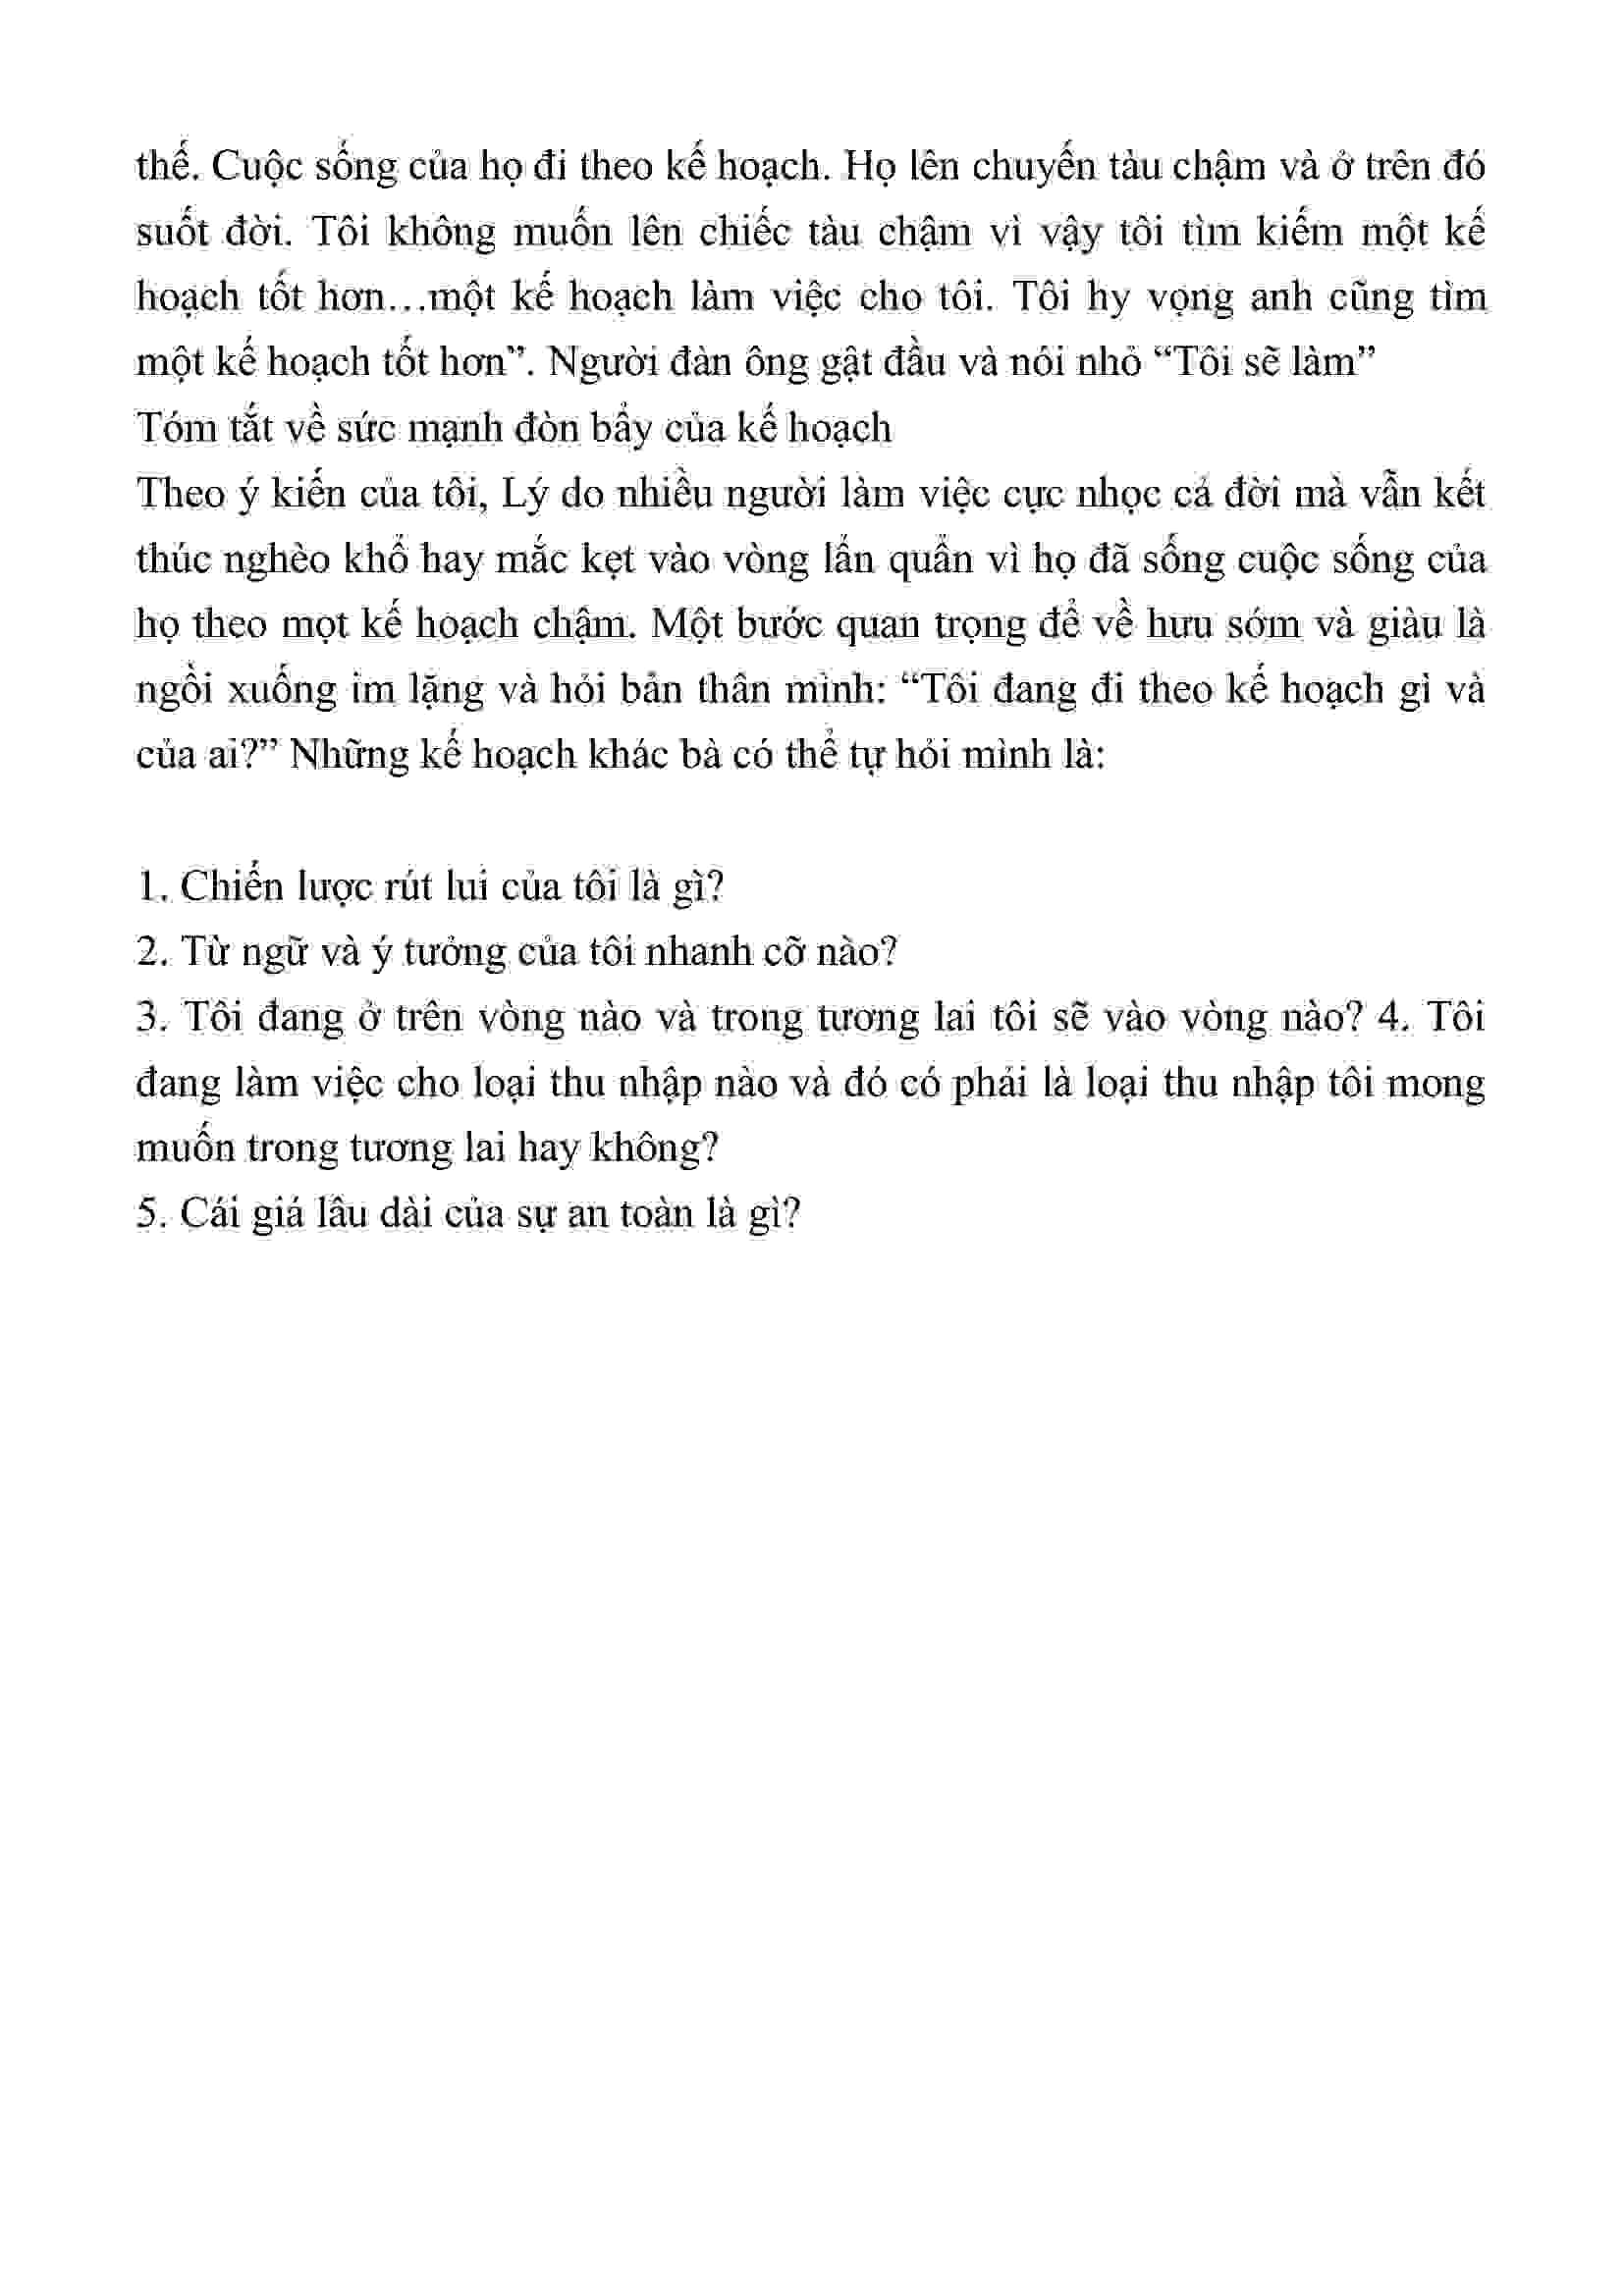 thế. Cuộc sống của họ đi theo kế hoạch. Họ lên chuyến tàu chậm và ở trên đó
suốt đời. Tôi không muốn lên chiếc tàu chậm vì vậy tôi tìm kiếm một kế
hoạch tốt hơn…một kế hoạch làm việc cho tôi. Tôi hy vọng anh cũng tìm
một kế hoạch tốt hơn”. Người đàn ông gật đầu và nói nhỏ “Tôi sẽ làm”
Tóm tắt về sức mạnh đòn bẩy của kế hoạch
Theo ý kiến của tôi, Lý do nhiều người làm việc cực nhọc cả đời mà vẫn kết
thúc nghèo khổ hay mắc kẹt vào vòng lẩn quẩn vì họ đã sống cuộc sống của
họ theo mọt kế hoạch chậm. Một bước quan trọng để về hưu sớm và giàu là
ngồi xuống im lặng và hỏi bản thân mình: “Tôi đang đi theo kế hoạch gì và
của ai?” Những kế hoạch khác bà có thể tự hỏi mình là:
1. Chiến lược rút lui của tôi là gì?
2. Từ ngữ và ý tưởng của tôi nhanh cỡ nào?
3. Tôi đang ở trên vòng nào và trong tương lai tôi sẽ vào vòng nào? 4. Tôi
đang làm việc cho loại thu nhập nào và đó có phải là loại thu nhập tôi mong
muốn trong tương lai hay không?
5. Cái giá lâu dài của sự an toàn là gì?